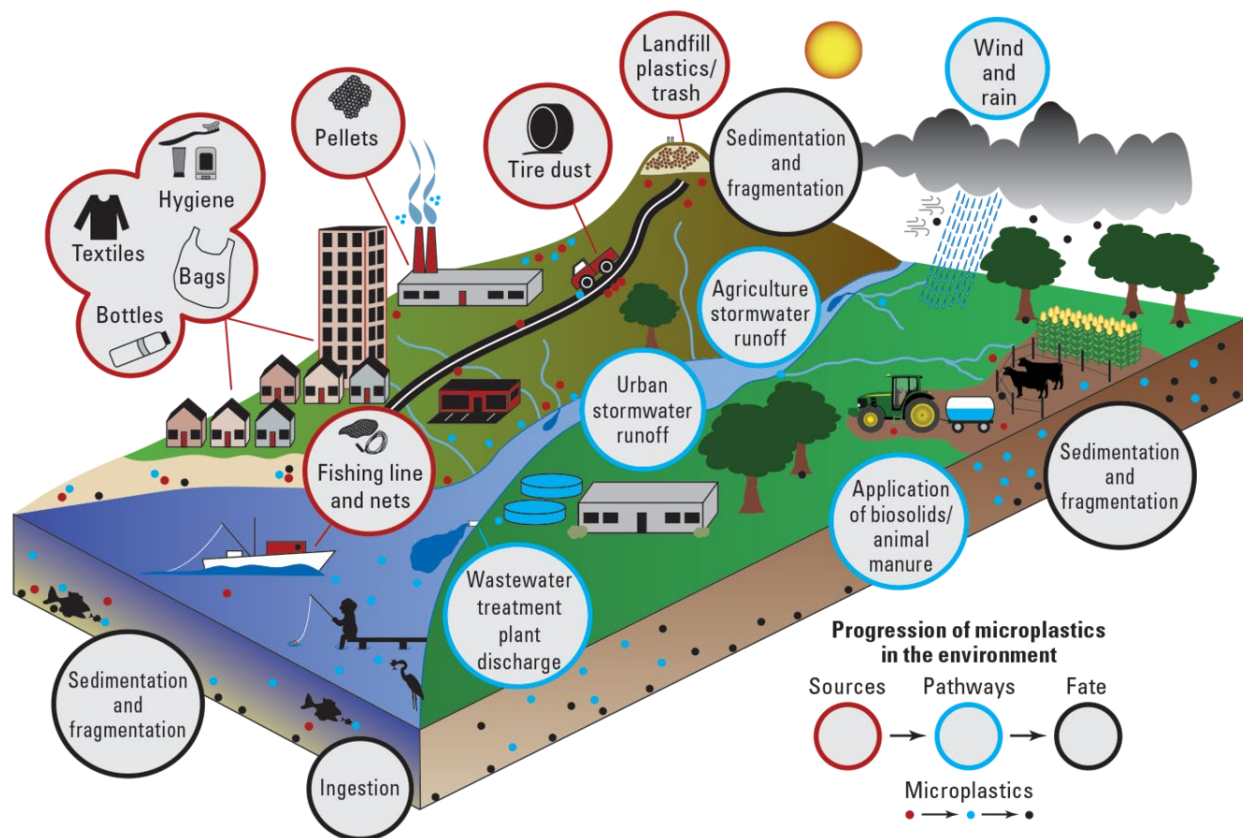 Landfill
plastics/
trash
Wind
and
rain
Pellets
Tire dust
Sedimentation
and
fragmentation
Hygiene
Textiles
Bags
Bottles
Agriculture
stormwater
runoff
Urban
stormwater
runoff
Fishing line
and nets
Sedimentation
and
fragmentation
Application
of biosolids/
animal
manure
Wastewater
treatment
plant
discharge
Sedimentation
and
fragmentation
Ingestion
Progression of microplastics
in the environment
Sources Pathways Fate
Microplastics